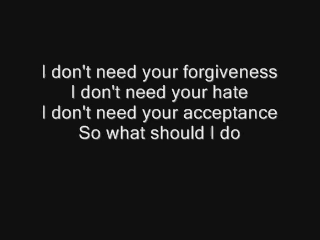 I don't need your forgiveness
I don't need your hate
I don't need your acceptance
So what should I do